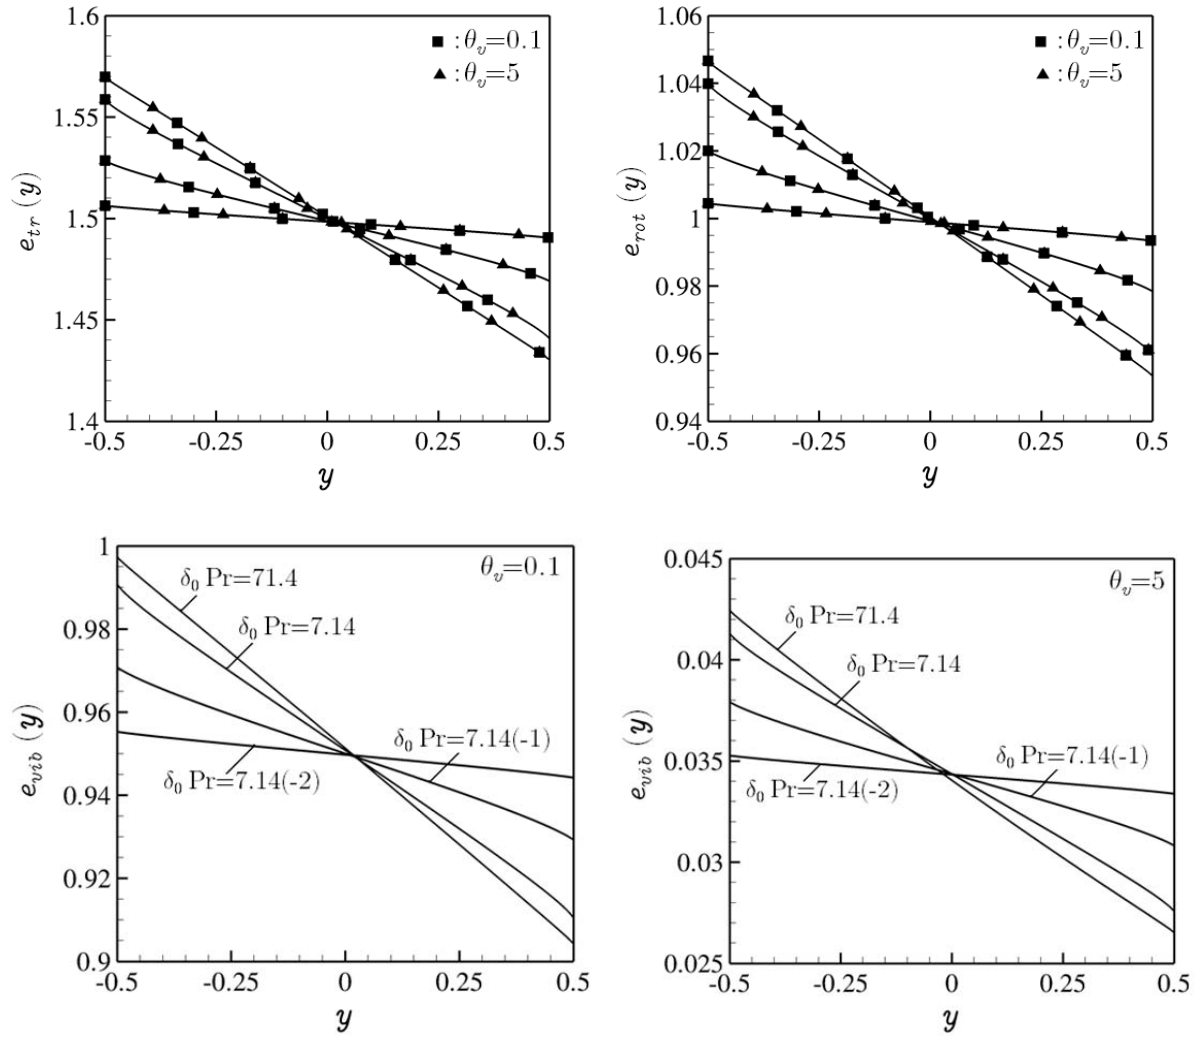 1.6
1.55
1.5
1.45
1.4
e_tr (y)
■ : θ_v=0.1
▲ : θ_v=5
-0.5 -0.25 0 0.25 0.5
y
1.06
1.04
1.02
1
0.98
0.96
0.94
e_rot (y)
■ : θ_v=0.1
▲ : θ_v=5
-0.5 -0.25 0 0.25 0.5
y
1
0.98
0.96
0.94
0.92
0.9
e_vib (y)
θ_v=0.1
δ_0 Pr=71.4
δ_0 Pr=7.14
δ_0 Pr=7.14(-1)
δ_0 Pr=7.14(-2)
-0.5 -0.25 0 0.25 0.5
y
0.045
0.04
0.035
0.03
0.025
e_vib (y)
θ_v=5
δ_0 Pr=71.4
δ_0 Pr=7.14
δ_0 Pr=7.14(-1)
δ_0 Pr=7.14(-2)
-0.5 -0.25 0 0.25 0.5
y